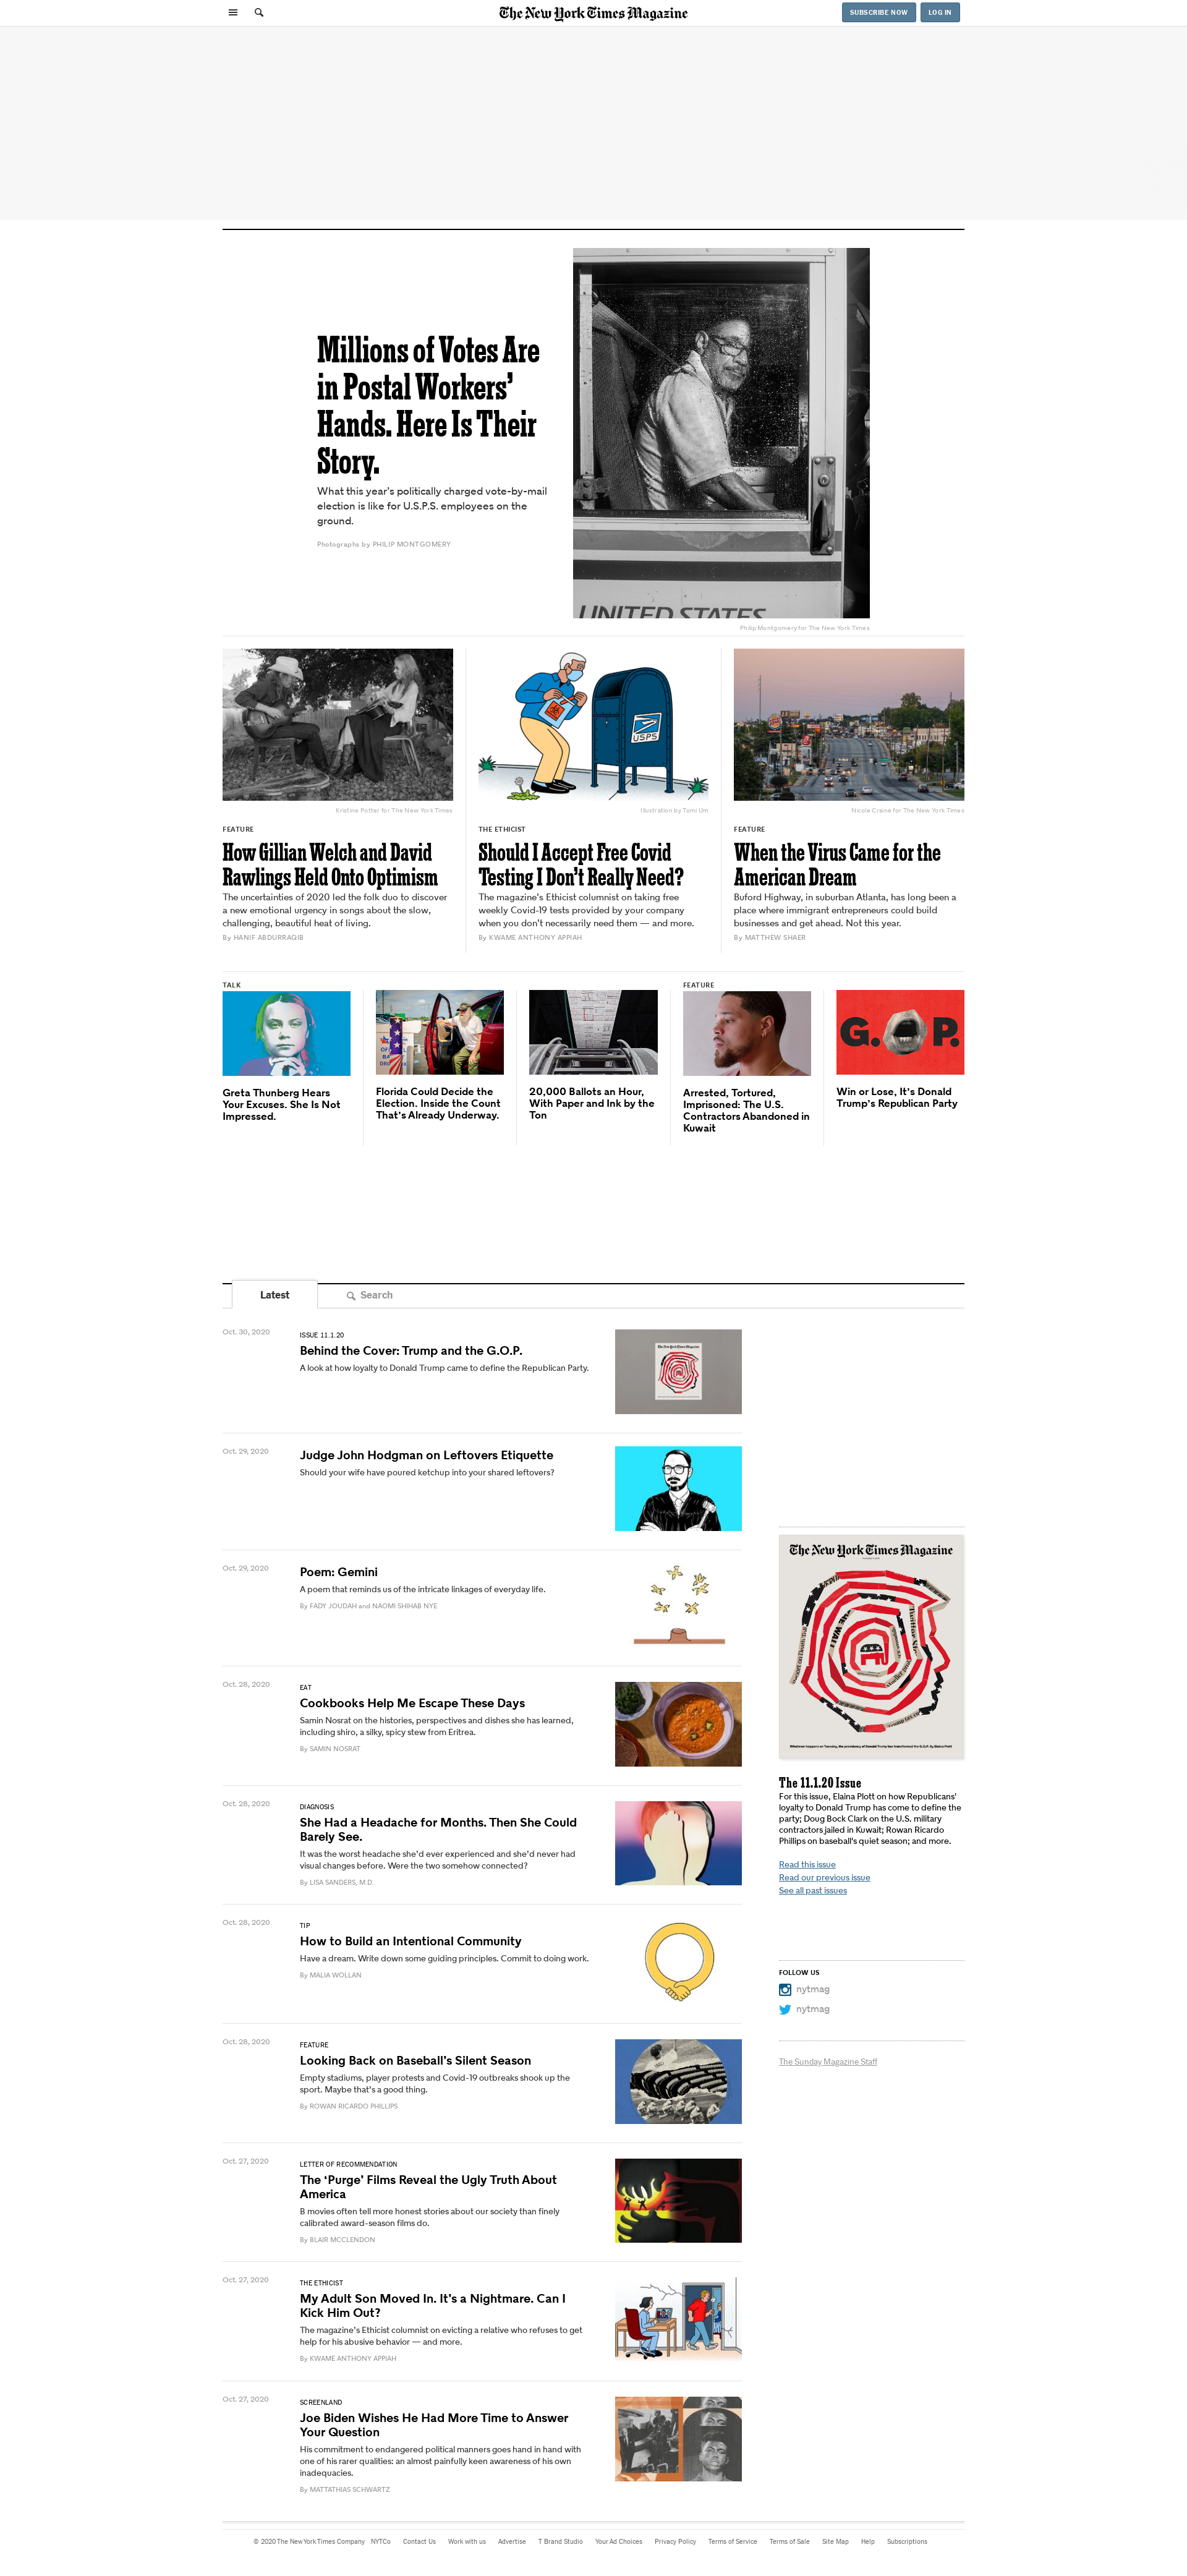 The New York Times Magazine
SUBSCRIBE NOW
LOG IN
Millions of Votes Are
in Postal Workers’
Hands. Here Is Their
Story.
What this year’s politically charged vote-by-mail
election is like for U.S.P.S. employees on the
ground.
Photographs by PHILIP MONTGOMERY
UNITED STATES
Philip Montgomery for The New York Times
USPS
Kristine Potter for The New York Times
FEATURE
How Gillian Welch and David
Rawlings Held Onto Optimism
The uncertainties of 2020 led the folk duo to discover
a new emotional urgency in songs about the slow,
challenging, beautiful heat of living.
By HANIF ABDURRAQIB
Illustration by Tomi Um
THE ETHICIST
Should I Accept Free Covid
Testing I Don’t Really Need?
The magazine’s Ethicist columnist on taking free
weekly Covid-19 tests provided by your company
when you don’t necessarily need them — and more.
By KWAME ANTHONY APPIAH
Nicole Craine for The New York Times
FEATURE
When the Virus Came for the
American Dream
Buford Highway, in suburban Atlanta, has long been a
place where immigrant entrepreneurs could build
businesses and get ahead. Not this year.
By MATTHEW SHAER
TALK
Greta Thunberg Hears
Your Excuses. She Is Not
Impressed.
Florida Could Decide the
Election. Inside the Count
That’s Already Underway.
20,000 Ballots an Hour,
With Paper and Ink by the
Ton
FEATURE
Arrested, Tortured,
Imprisoned: The U.S.
Contractors Abandoned in
Kuwait
G. P.
Win or Lose, It’s Donald
Trump’s Republican Party
Latest
Search
Oct. 30, 2020
ISSUE 11.1.20
Behind the Cover: Trump and the G.O.P.
A look at how loyalty to Donald Trump came to define the Republican Party.
Oct. 29, 2020
Judge John Hodgman on Leftovers Etiquette
Should your wife have poured ketchup into your shared leftovers?
Oct. 29, 2020
Poem: Gemini
A poem that reminds us of the intricate linkages of everyday life.
By FADY JOUDAH and NAOMI SHIHAB NYE
Oct. 28, 2020
EAT
Cookbooks Help Me Escape These Days
Samin Nosrat on the histories, perspectives and dishes she has learned,
including shiro, a silky, spicy stew from Eritrea.
By SAMIN NOSRAT
Oct. 28, 2020
DIAGNOSIS
She Had a Headache for Months. Then She Could
Barely See.
It was the worst headache she’d ever experienced and she’d never had
visual changes before. Were the two somehow connected?
By LISA SANDERS, M.D.
Oct. 28, 2020
TIP
How to Build an Intentional Community
Have a dream. Write down some guiding principles. Commit to doing work.
By MALIA WOLLAN
Oct. 28, 2020
FEATURE
Looking Back on Baseball’s Silent Season
Empty stadiums, player protests and Covid-19 outbreaks shook up the
sport. Maybe that’s a good thing.
By ROWAN RICARDO PHILLIPS
Oct. 27, 2020
LETTER OF RECOMMENDATION
The ‘Purge’ Films Reveal the Ugly Truth About
America
B movies often tell more honest stories about our society than finely
calibrated award-season films do.
By BLAIR MCCLENDON
Oct. 27, 2020
THE ETHICIST
My Adult Son Moved In. It’s a Nightmare. Can I
Kick Him Out?
The magazine’s Ethicist columnist on evicting a relative who refuses to get
help for his abusive behavior — and more.
By KWAME ANTHONY APPIAH
Oct. 27, 2020
SCREENLAND
Joe Biden Wishes He Had More Time to Answer
Your Question
His commitment to endangered political manners goes hand in hand with
one of his rarer qualities: an almost painfully keen awareness of his own
inadequacies.
By MATTATHIAS SCHWARTZ
The New York Times Magazine
THE WALL
Whatever happens on Tuesday, the presidency of Donald Trump has transformed the G.O.P. By Elaina Plott
The 11.1.20 Issue
For this issue, Elaina Plott on how Republicans’
loyalty to Donald Trump has come to define the
party; Doug Bock Clark on the U.S. military
contractors jailed in Kuwait; Rowan Ricardo
Phillips on baseball’s quiet season; and more.
Read this issue
Read our previous issue
See all past issues
FOLLOW US
nytmag
nytmag
The Sunday Magazine Staff
© 2020 The New York Times Company NYTCo Contact Us Work with us Advertise T Brand Studio Your Ad Choices Privacy Policy Terms of Service Terms of Sale Site Map Help Subscriptions